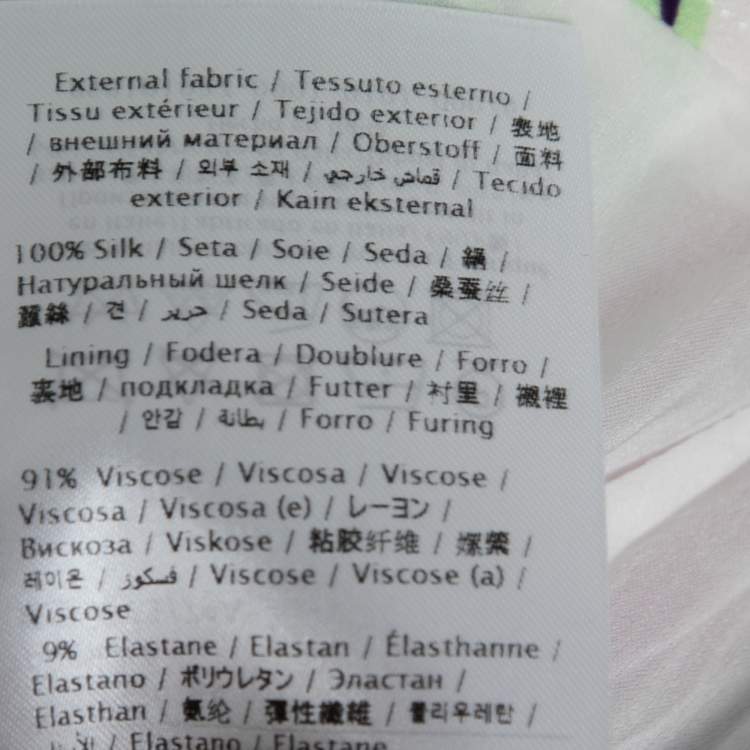 External fabric / Tessuto esterno /
Tissu extérieur / Tejido exterior / 表地
/ внешний материал / Oberstoff / 面料
/ 外部布料 / 외부 소재 / قماش خارجي / Tecido
exterior / Kain eksternal
100% Silk / Seta / Soie / Seda / 絹 /
Натуральный шелк / Seide / 桑蚕丝 /
蠶絲 / 견 / حرير / Seda / Sutera
Lining / Fodera / Doublure / Forro /
裏地 / подкладка / Futter / 衬里 / 襯裡
/ 안감 / بطانة / Forro / Furing
91% Viscose / Viscosa / Viscose /
Viscosa / Viscosa (e) / レーヨン /
Вискоза / Viskose / 粘胶纤维 / 嫘縈 /
레이온 / فسكوز / Viscose / Viscose (a) /
Viscose
9% Elastane / Elastan / Élasthanne /
Elastano / ポリウレタン / Эластан /
Elasthan / 氨纶 / 彈性纖維 / 폴리우레탄 /
/ Elastano / Elastane